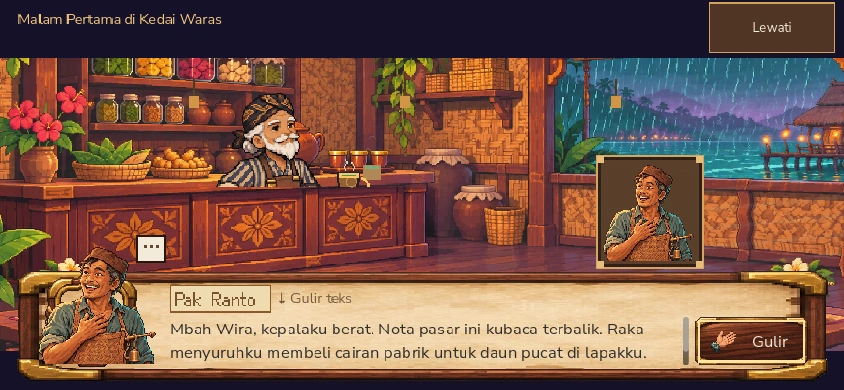 Malam Pertama di Kedai Waras
Lewati
...
Pak Ranto
↓ Gulir teks
Mbah Wira, kepalaku berat. Nota pasar ini kubaca terbalik. Raka
menyuruhku membeli cairan pabrik untuk daun pucat di lapakku.
Gulir